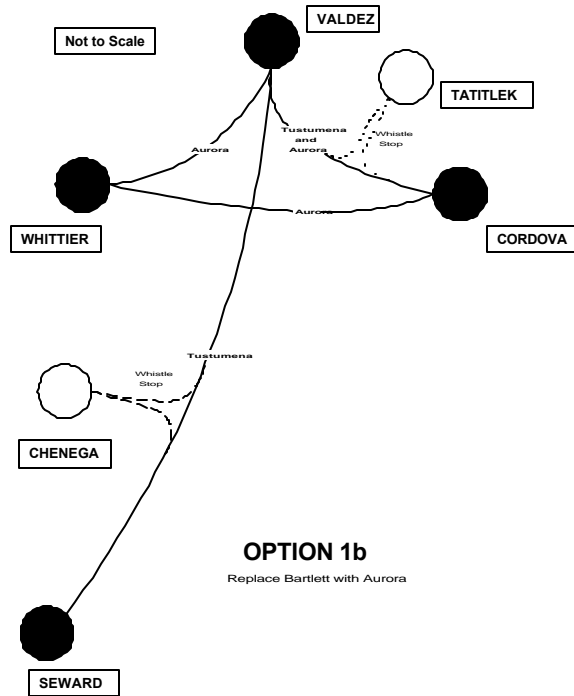 VALDEZ
Not to Scale
TATITLEK
Tustumena
and
Aurora
Whistle
Stop
Aurora
Aurora
WHITTIER
CORDOVA
Tustumena
Whistle
Stop
CHENEGA
OPTION 1b
Replace Bartlett with Aurora
SEWARD